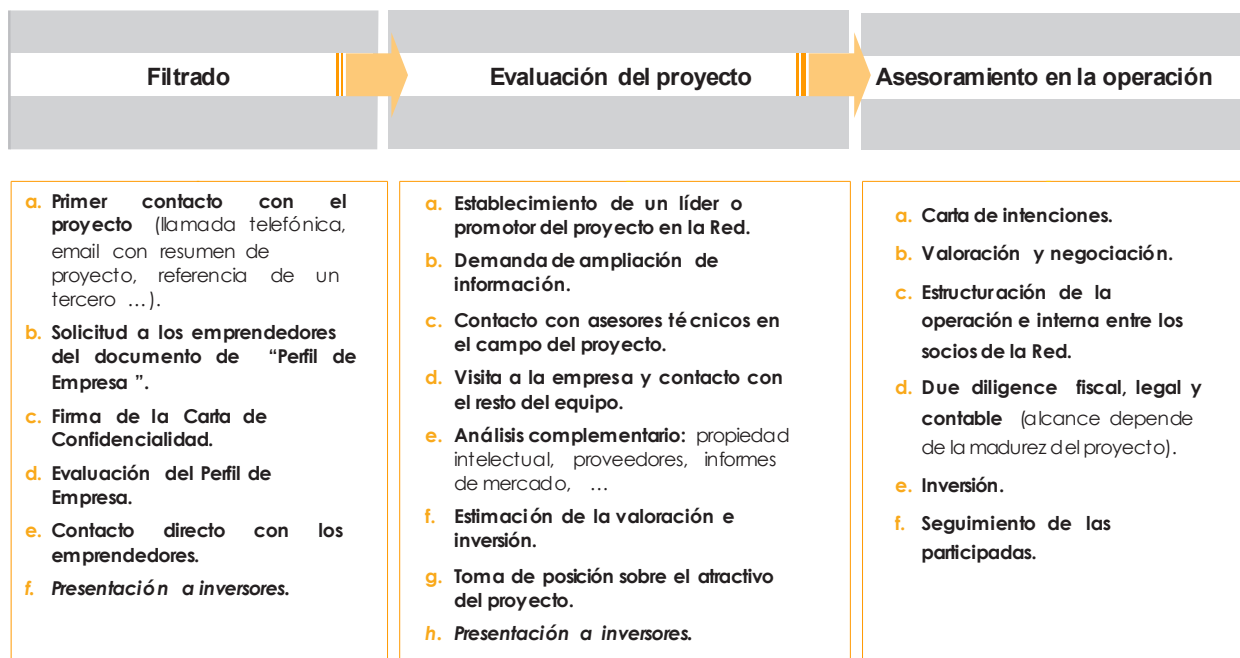 Filtrado
Evaluación del proyecto
Asesoramiento en la operación
a. Primer contacto con el
proyecto (llamada telefónica,
email con resumen de
proyecto, referencia de un
tercero ...).
b. Solicitud a los emprendedores
del documento de “Perfil de
Empresa ”.
c. Firma de la Carta de
Confidencialidad.
d. Evaluación del Perfil de
Empresa.
e. Contacto directo con los
emprendedores.
f. Presentación a inversores.
a. Establecimiento de un líder o
promotor del proyecto en la Red.
b. Demanda de ampliación de
información.
c. Contacto con asesores técnicos en
el campo del proyecto.
d. Visita a la empresa y contacto con
el resto del equipo.
e. Análisis complementario: propiedad
intelectual, proveedores, informes
de mercado, ...
f. Estimación de la valoración e
inversión.
g. Toma de posición sobre el atractivo
del proyecto.
h. Presentación a inversores.
a. Carta de intenciones.
b. Valoración y negociación.
c. Estructuración de la
operación e interna entre los
socios de la Red.
d. Due diligence fiscal, legal y
contable (alcance depende
de la madurez del proyecto).
e. Inversión.
f. Seguimiento de las
participadas.